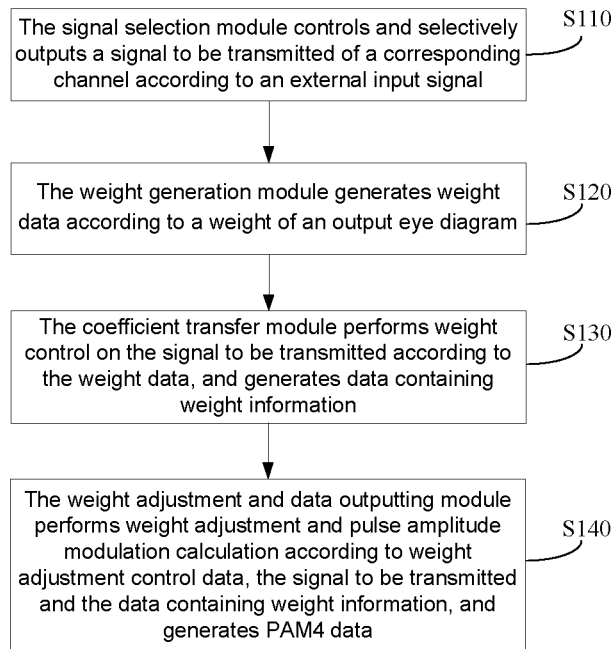 The signal selection module controls and selectively
outputs a signal to be transmitted of a corresponding
channel according to an external input signal
S110
The weight generation module generates weight
data according to a weight of an output eye diagram
S120
The coefficient transfer module performs weight
control on the signal to be transmitted according to
the weight data, and generates data containing
weight information
S130
The weight adjustment and data outputting module
performs weight adjustment and pulse amplitude
modulation calculation according to weight
adjustment control data, the signal to be transmitted
and the data containing weight information, and
generates PAM4 data
S140